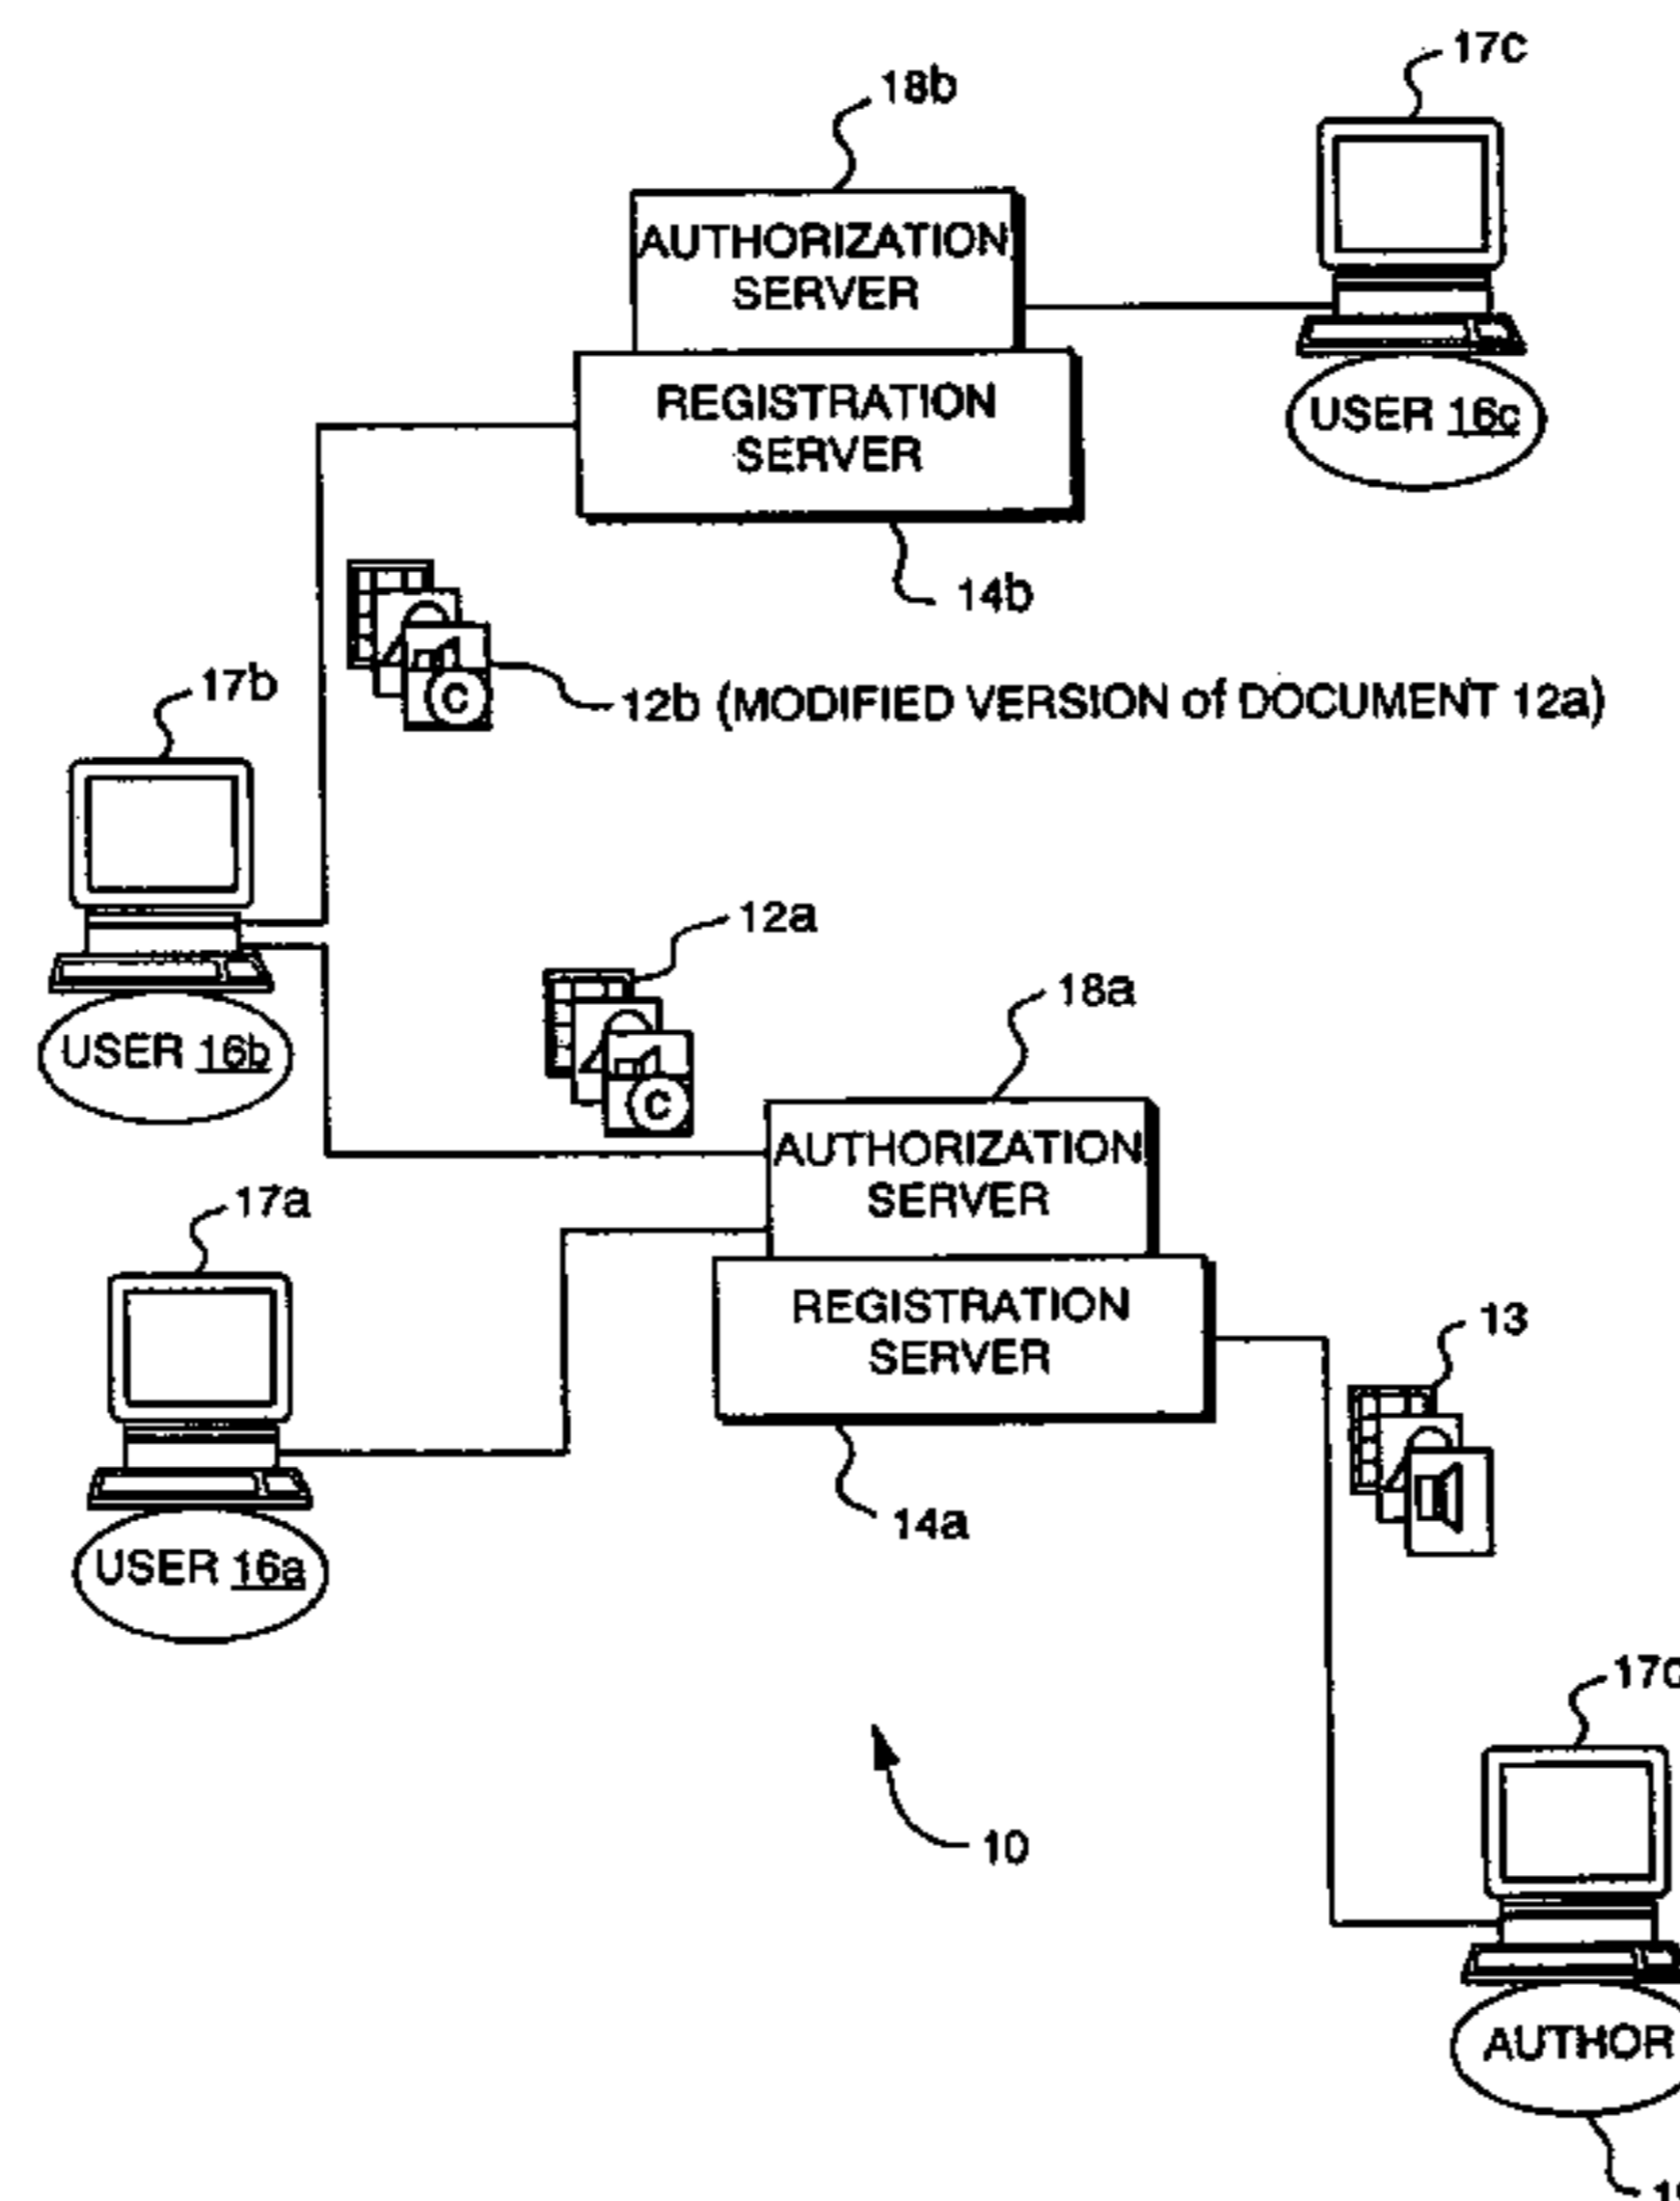 17c
18b
AUTHORIZATION
SERVER
REGISTRATION
SERVER
USER 16c
14b
17b
C
12b (MODIFIED VERSION of DOCUMENT 12a)
12a
18a
USER 16b
C
AUTHORIZATION
SERVER
17a
REGISTRATION
SERVER
13
14a
USER 16a
10
AUTHOR